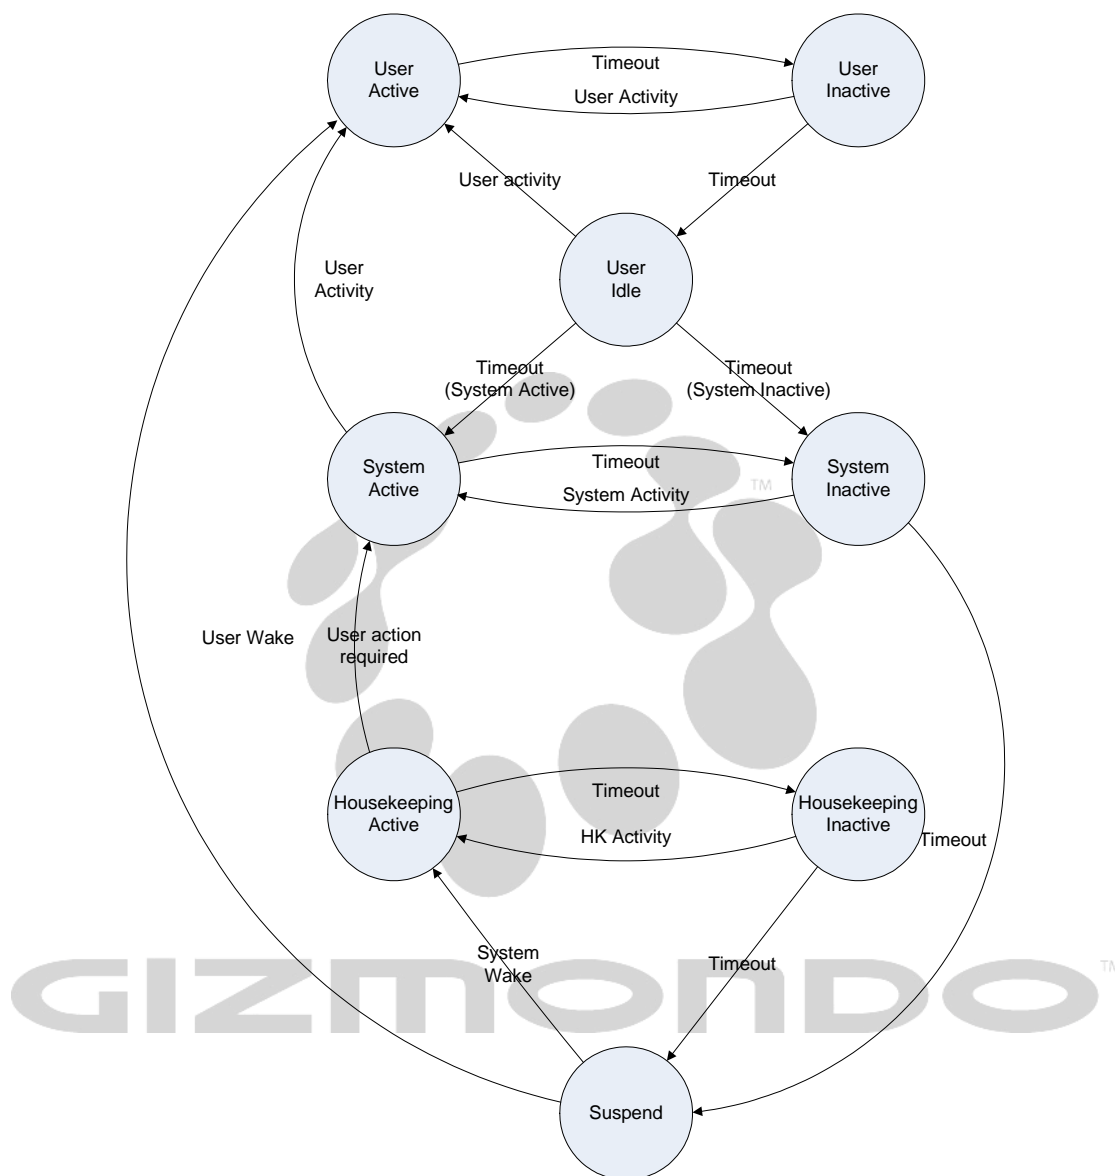 User
Active
Timeout
User Activity
User
Inactive
User activity
Timeout
User
Idle
User
Activity
Timeout
(System Active)
Timeout
(System Inactive)
System
Active
Timeout
System Activity
System
Inactive
TM
User Wake
User action
required
Housekeeping
Active
Timeout
HK Activity
Housekeeping
Inactive
Timeout
System
Wake
Timeout
GIZMONDO
TM
Suspend